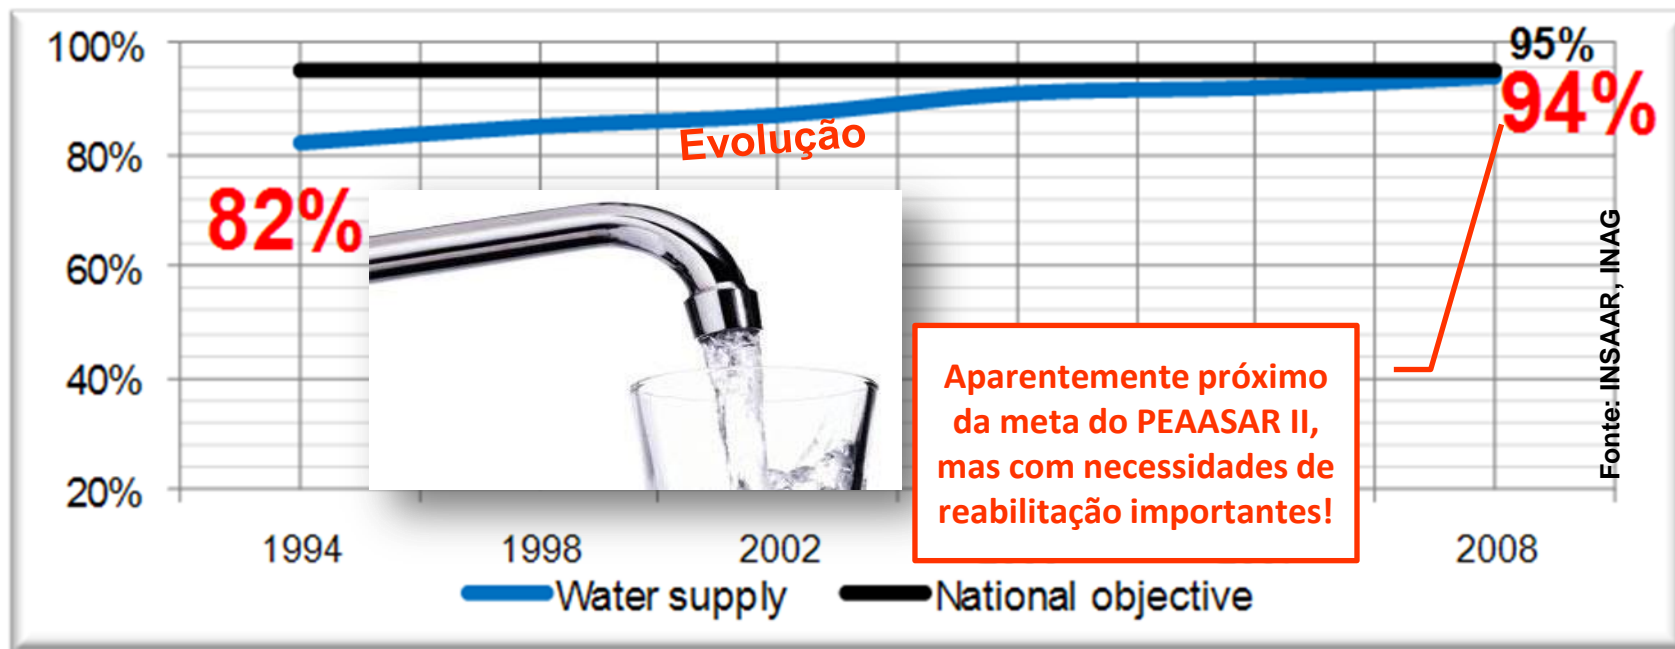 100%
80%
60%
40%
20%
95%
94%
82%
Evolução
Aparentemente próximo
da meta do PEAASAR II,
mas com necessidades de
reabilitação importantes!
Fonte: INSAAR, INAG
1994
1998
2002
2008
Water supply
National objective